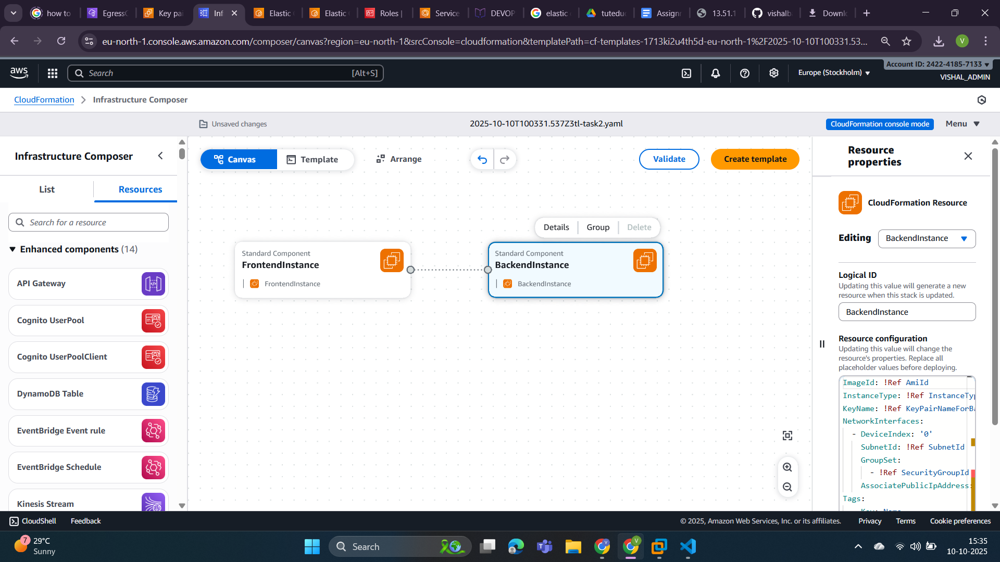 how to
EgressC
Key pai
Inf
Elastic
Elastic
Roles |
Service
DEVOP
elastic
tuteduc
Assignr
13.51.1
vishalb
Downlo
eu-north-1.console.aws.amazon.com/composer/canvas?region=eu-north-1&srcConsole=cloudformation&templatePath=cf-templates-1713ki2u4th5d-eu-north-1%2F2025-10-10T100331.53...
V
aws
Search
[Alt+S]
Europe (Stockholm)
Account ID: 2422-4185-7133
VISHAL_ADMIN
CloudFormation
Infrastructure Composer
Unsaved changes
2025-10-10T100331.537Z3tl-task2.yaml
CloudFormation console mode
Menu
Infrastructure Composer
List
Resources
Search for a resource
Enhanced components (14)
API Gateway
Cognito UserPool
Cognito UserPoolClient
DynamoDB Table
EventBridge Event rule
EventBridge Schedule
Kinesis Stream
Canvas
Template
Arrange
Validate
Create template
Details
Group
Delete
Standard Component
FrontendInstance
FrontendInstance
Standard Component
BackendInstance
BackendInstance
Resource properties
CloudFormation Resource
Editing
BackendInstance
Logical ID
Updating this value will generate a new
resource when this stack is updated.
BackendInstance
Resource configuration
Updating this value will change the
resource's properties. Replace all
placeholder values before deploying.
ImageId: !Ref AmiId
InstanceType: !Ref InstanceTyp
KeyName: !Ref KeyPairNameForBa
NetworkInterfaces:
- DeviceIndex: '0'
SubnetId: !Ref SubnetId
GroupSet:
- !Ref SecurityGroupId
AssociatePublicIpAddress:
Tags:
Key: Name
CloudShell
Feedback
© 2025, Amazon Web Services, Inc. or its affiliates.
Privacy
Terms
Cookie preferences
7
29°C
Sunny
Search
V
15:35
10-10-2025